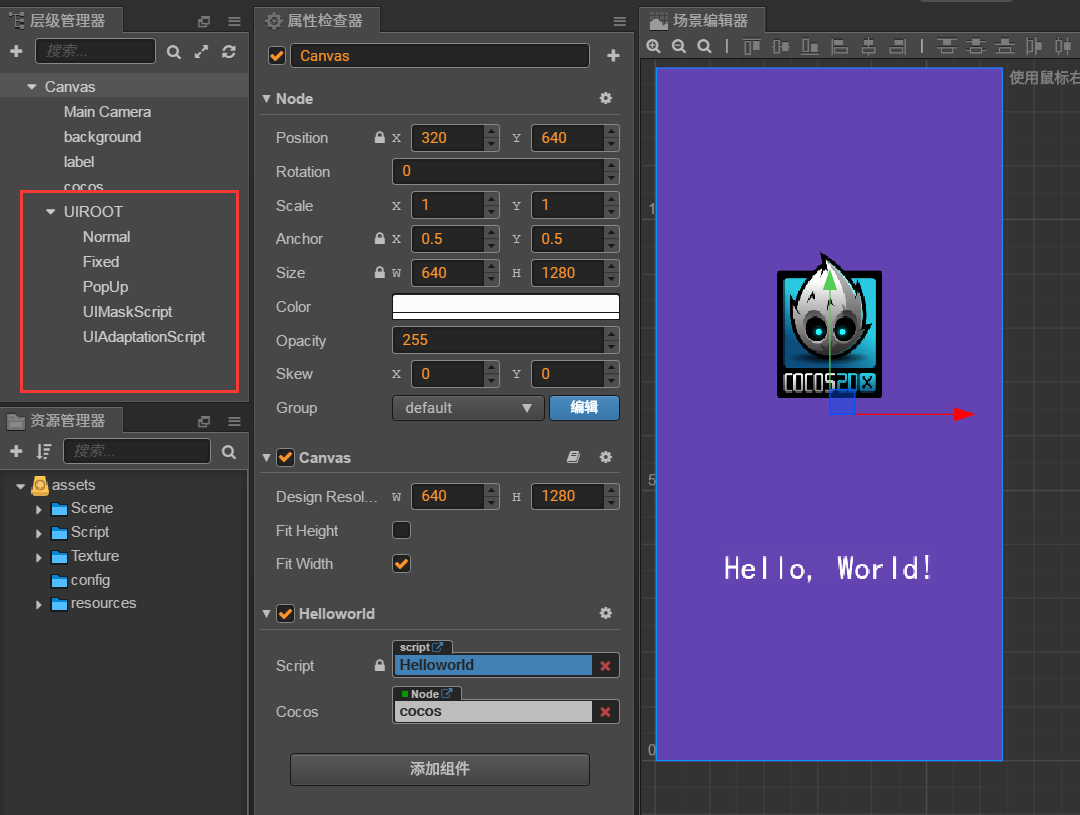 层级管理器
搜索...
Canvas
Main Camera
background
label
cocos
UIROOT
Normal
Fixed
PopUp
UIMaskScript
UIAdaptationScript
资源管理器
搜索...
assets
Scene
Script
Texture
config
resources
属性检查器
Canvas
Node
Position X 320 Y 640
Rotation 0
Scale X 1 Y 1
Anchor X 0.5 Y 0.5
Size W 640 H 1280
Color
Opacity 255
Skew X 0 Y 0
Group default 编辑
Canvas
Design Resol... W 640 H 1280
Fit Height
Fit Width
Helloworld
script
Script Helloworld
Node
Cocos cocos
添加组件
场景编辑器
使用鼠标右
1
5
0
COCOS2DX
Hello, World!